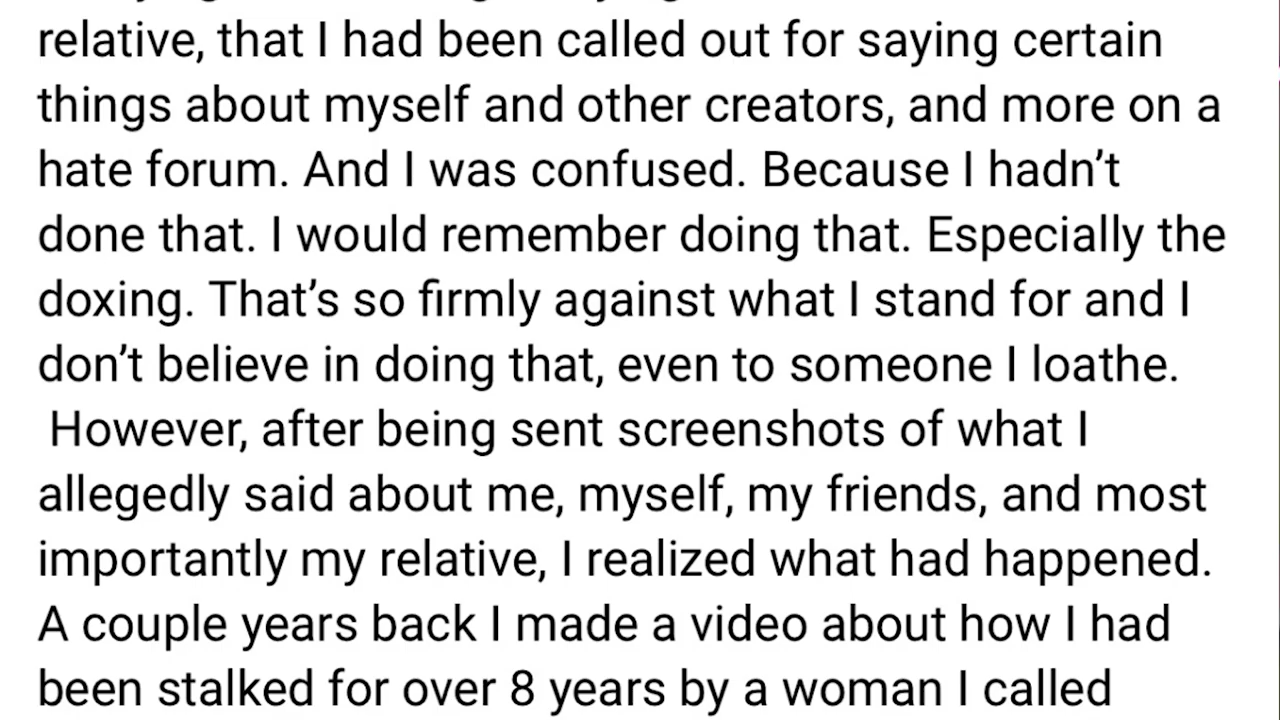 relative, that I had been called out for saying certain
things about myself and other creators, and more on a
hate forum. And I was confused. Because I hadn’t
done that. I would remember doing that. Especially the
doxing. That’s so firmly against what I stand for and I
don’t believe in doing that, even to someone I loathe.
However, after being sent screenshots of what I
allegedly said about me, myself, my friends, and most
importantly my relative, I realized what had happened.
A couple years back I made a video about how I had
been stalked for over 8 years by a woman I called